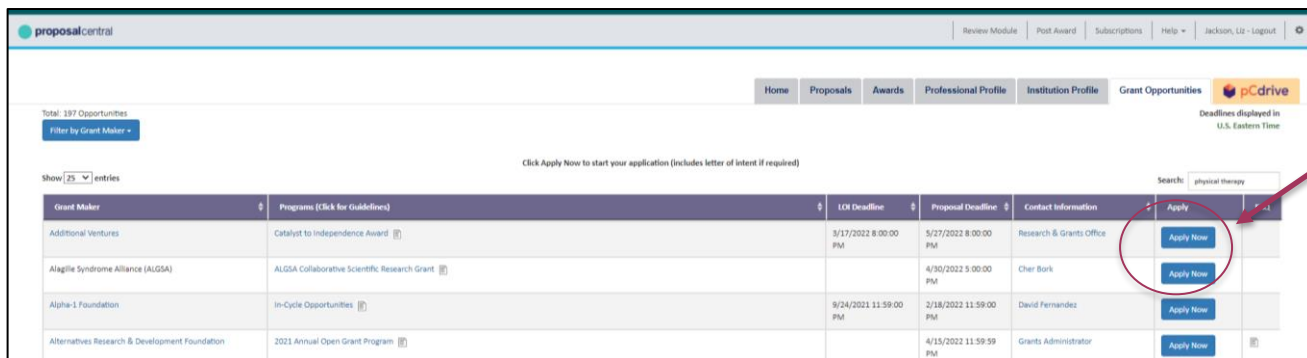 proposalcentral
Review Module Post Award Subscriptions Help Jackson, Liz - Logout
Home Proposals Awards Professional Profile Institution Profile Grant Opportunities pCdrive
Total: 197 Opportunities
Deadlines displayed in
Filter by Grant Maker
U.S. Eastern Time
Click Apply Now to start your application (includes letter of intent if required)
Show 25 entries
Search: physical therapy
Grant Maker Programs (Click for Guidelines) LOI Deadline Proposal Deadline Contact Information Apply
Additional Ventures Catalyst to Independence Award 3/17/2022 8:00:00 PM 5/27/2022 8:00:00 PM Research & Grants Office Apply Now
Alagille Syndrome Alliance (ALGSA) ALGSA Collaborative Scientific Research Grant 4/30/2022 5:00:00 PM Cher Bork Apply Now
Alpha-1 Foundation In-Cycle Opportunities 9/24/2021 11:59:00 PM 2/18/2022 11:59:00 PM David Fernandez Apply Now
Alternatives Research & Development Foundation 2021 Annual Open Grant Program 4/15/2022 11:59:59 PM Grants Administrator Apply Now